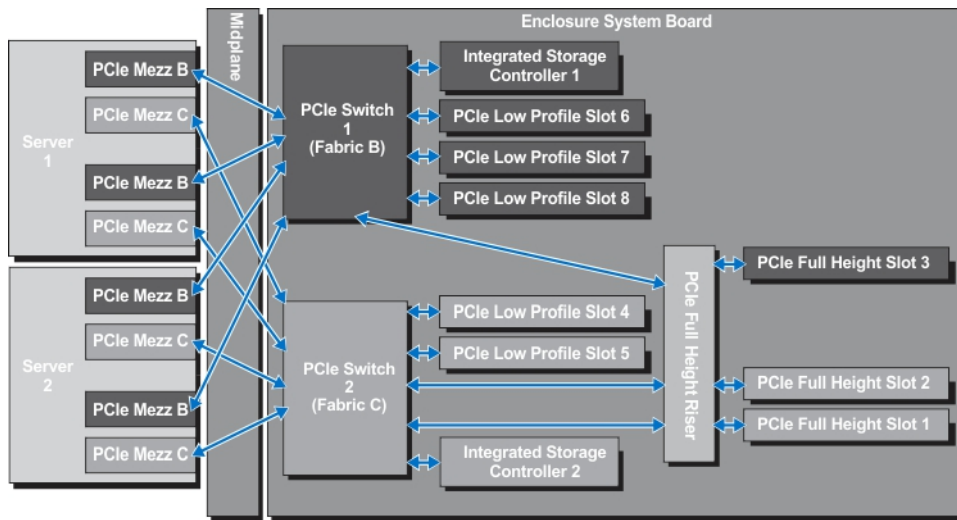 Enclosure System Board
Midplane
Server
1
PCIe Mezz B
PCIe Mezz C
PCIe Mezz B
PCIe Mezz C
Server
2
PCIe Mezz B
PCIe Mezz C
PCIe Mezz B
PCIe Mezz C
PCIe Switch
1
(Fabric B)
Integrated Storage
Controller 1
PCIe Low Profile Slot 6
PCIe Low Profile Slot 7
PCIe Low Profile Slot 8
PCIe Switch
2
(Fabric C)
PCIe Low Profile Slot 4
PCIe Low Profile Slot 5
Integrated Storage
Controller 2
PCIe Full Height Riser
PCIe Full Height Slot 3
PCIe Full Height Slot 2
PCIe Full Height Slot 1